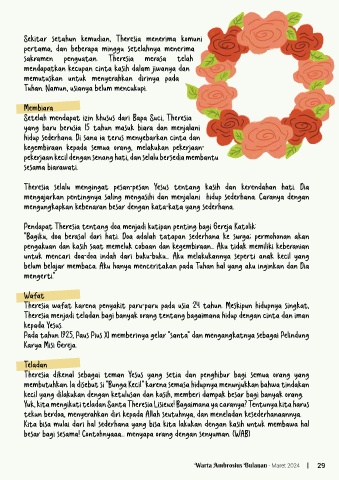 Sekitar setahun kemudian, Theresia menerima komuni
pertama, dan beberapa minggu setelahnya menerima
sakramen penguatan. Theresia merasa telah
mendapatkan kecupan cinta kasih dalam jiwanya dan
memutuskan untuk menyerahkan dirinya pada
Tuhan. Namun, usianya belum mencukupi.
Membiara
Setelah mendapat izin khusus dari Bapa Suci, Theresia
yang baru berusia 15 tahun masuk biara dan menjalani
hidup sederhana. Di sana ia terus menyebarkan cinta dan
kegembiraan kepada semua orang, melakukan pekerjaan-
pekerjaan kecil dengan senang hati, dan selalu bersedia membantu
sesama biarawati.
Theresia selalu mengingat pesan-pesan Yesus tentang kasih dan kerendahan hati. Dia
mengajarkan pentingnya saling mengasihi dan menjalani hidup sederhana. Caranya dengan
mengungkapkan kebenaran besar dengan kata-kata yang sederhana.
Pendapat Theresia tentang doa menjadi kutipan penting bagi Gereja Katolik:
"Bagiku, doa berasal dari hati. Doa adalah tatapan sederhana ke surga; permohonan akan
pengakuan dan kasih saat memeluk cobaan dan kegembiraan... Aku tidak memiliki keberanian
untuk mencari doa-doa indah dari buku-buku... Aku melakukannya seperti anak kecil yang
belum belajar membaca. Aku hanya menceritakan pada Tuhan hal yang aku inginkan dan Dia
mengerti."
Wafat
Theresia wafat karena penyakit paru-paru pada usia 24 tahun. Meskipun hidupnya singkat,
Theresia menjadi teladan bagi banyak orang tentang bagaimana hidup dengan cinta dan iman
kepada Yesus.
Pada tahun 1925, Paus Pius XI memberinya gelar "santa" dan mengangkatnya sebagai Pelindung
Karya Misi Gereja.
Teladan
Theresia dikenal sebagai teman Yesus yang setia dan penghibur bagi semua orang yang
membutuhkan. Ia disebut si "Bunga Kecil" karena semasa hidupnya menunjukkan bahwa tindakan
kecil yang dilakukan dengan ketulusan dan kasih, memberi dampak besar bagi banyak orang.
Yuk, kita mengikuti teladan Santa Theresia Lisieux! Bagaimana ya caranya? Tentunya kita harus
tekun berdoa, menyerahkan diri kepada Allah seutuhnya, dan meneladan kesederhanaannya.
Kita bisa mulai dari hal sederhana yang bisa kita lakukan dengan kasih untuk membawa hal
besar bagi sesama! Contohnyaaa... menyapa orang dengan senyuman. (WAB)
Warta Ambrosius Bulanan - Maret 2024 | 29